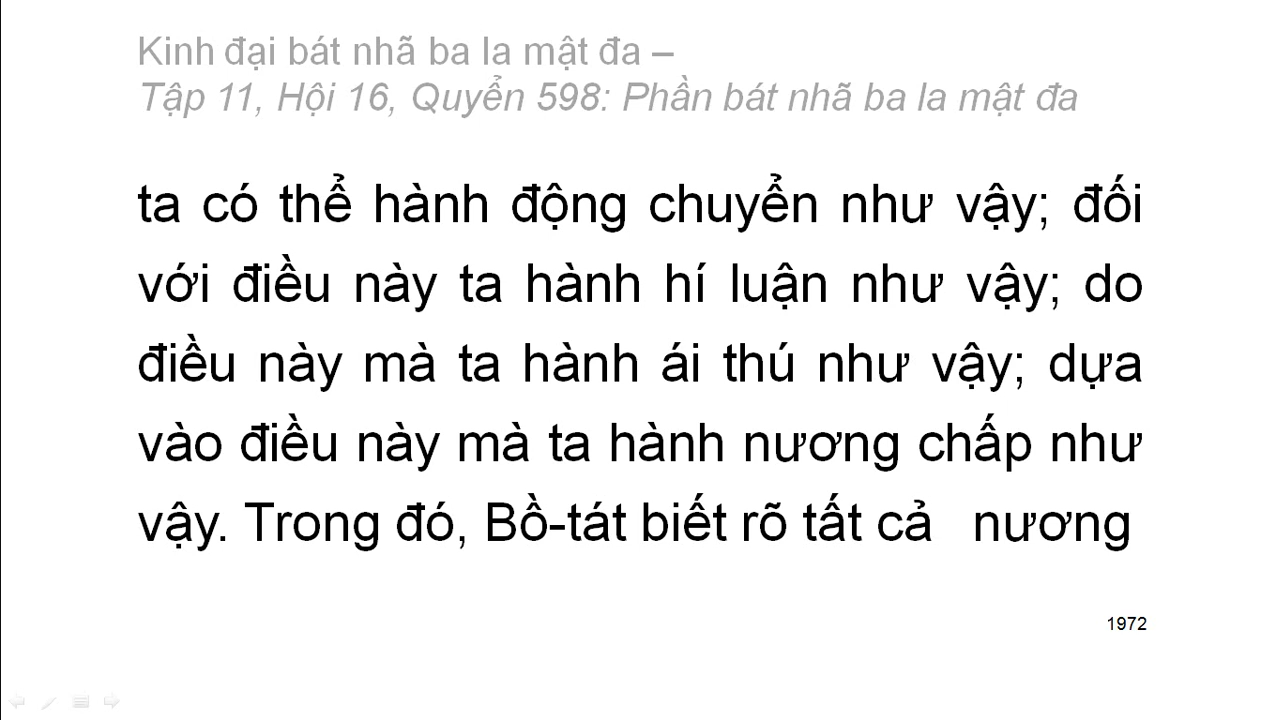 Kinh đại bát nhã ba la mật đa –
Tập 11, Hội 16, Quyển 598: Phần bát nhã ba la mật đa
ta có thể hành động chuyển như vậy; đối
với điều này ta hành hí luận như vậy; do
điều này mà ta hành ái thú như vậy; dựa
vào điều này mà ta hành nương chấp như
vậy. Trong đó, Bồ-tát biết rõ tất cả nương
1972